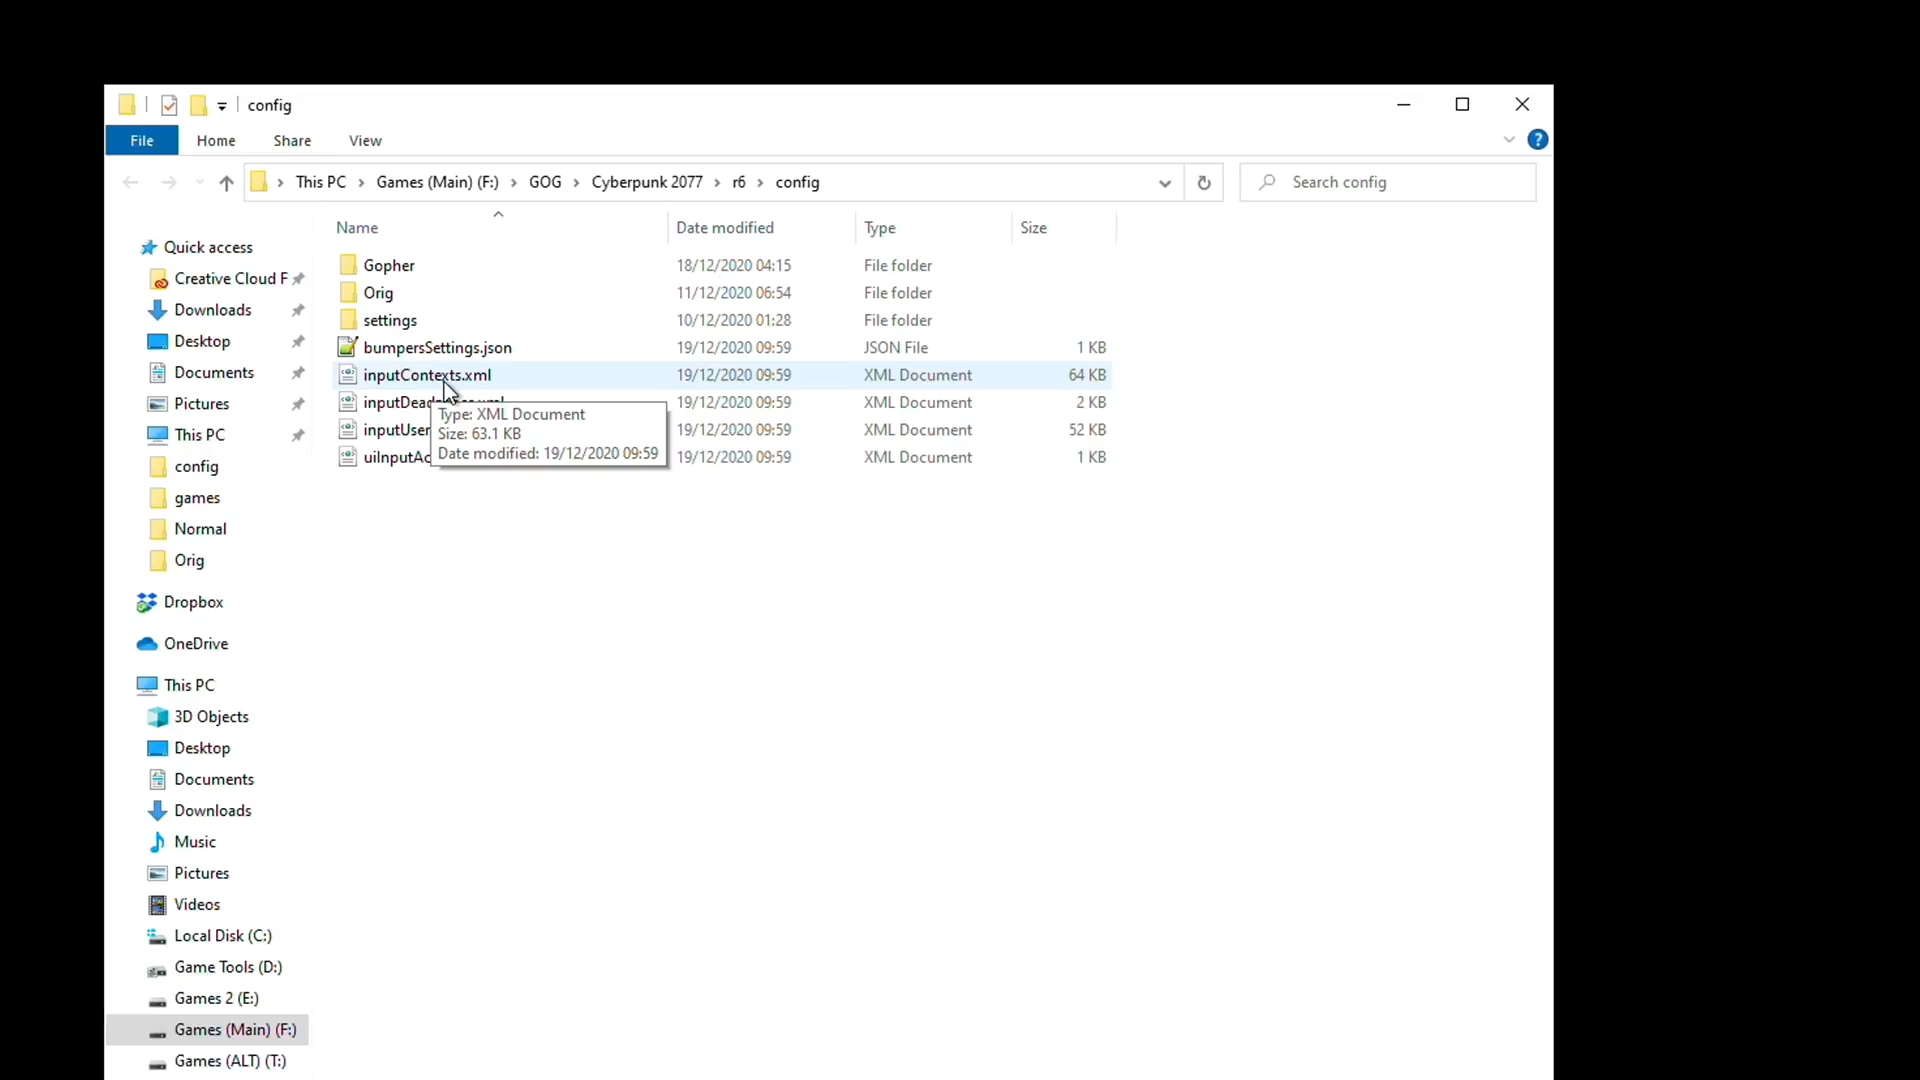 config
File Home Share View
This PC Games (Main) (F:) GOG Cyberpunk 2077 r6 config
Search config
Name Date modified Type Size
Quick access
Creative Cloud F
Downloads
Desktop
Documents
Pictures
This PC
config
games
Normal
Orig
Dropbox
OneDrive
This PC
3D Objects
Desktop
Documents
Downloads
Music
Pictures
Videos
Local Disk (C:)
Game Tools (D:)
Games 2 (E:)
Games (Main) (F:)
Games (ALT) (T:)
Gopher 18/12/2020 04:15 File folder
Orig 11/12/2020 06:54 File folder
settings 10/12/2020 01:28 File folder
bumpersSettings.json 19/12/2020 09:59 JSON File 1 KB
inputContexts.xml 19/12/2020 09:59 XML Document 64 KB
19/12/2020 09:59 XML Document 2 KB
inputUser 19/12/2020 09:59 XML Document 52 KB
uiInputAc 19/12/2020 09:59 XML Document 1 KB
Type: XML Document
Size: 63.1 KB
Date modified: 19/12/2020 09:59